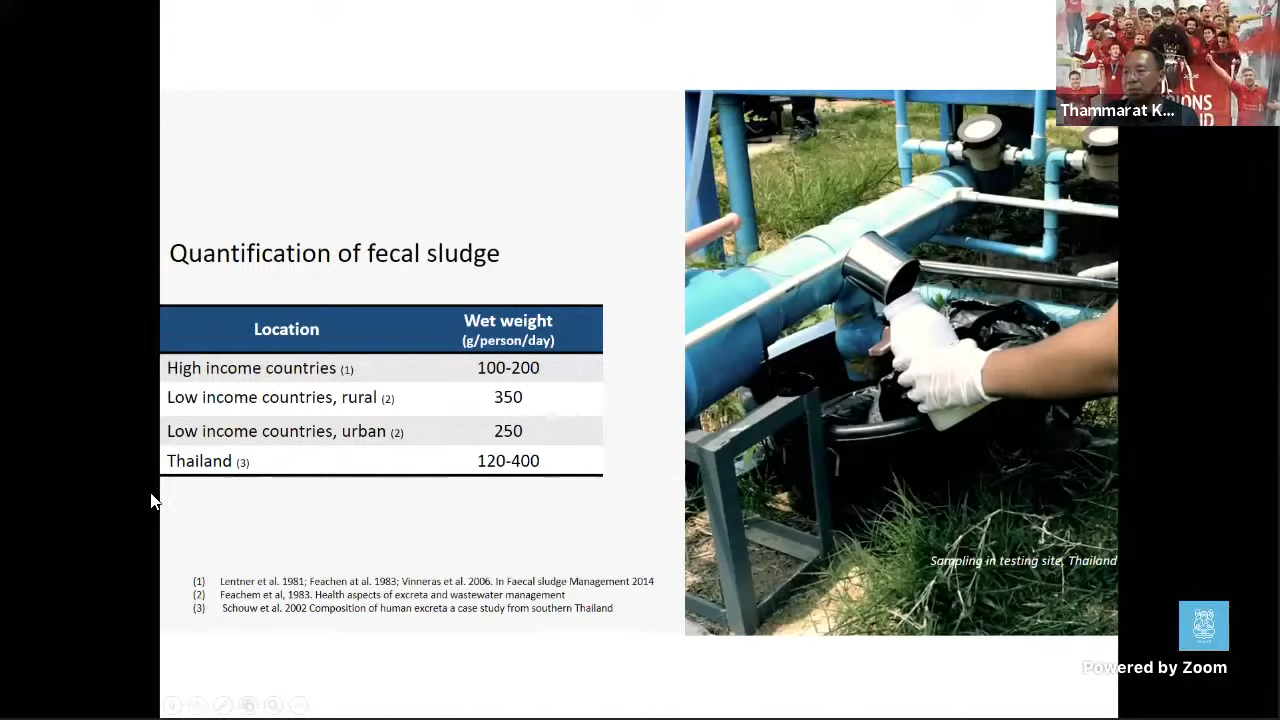 IONS
Thammarat K...
Quantification of fecal sludge
Location
Wet weight
(g/person/day)
High income countries (1)
100-200
Low income countries, rural (2)
350
Low income countries, urban (2)
250
Thailand (3)
120-400
Sampling in testing site, Thailand
(1) Lentner et al. 1981; Feachen at al. 1983; Vinneras et al. 2006. In Faecal sludge Management 2014
(2) Feachem et al, 1983. Health aspects of excreta and wastewater management
(3) Schouw et al. 2002 Composition of human excreta a case study from southern Thailand
Powered by Zoom